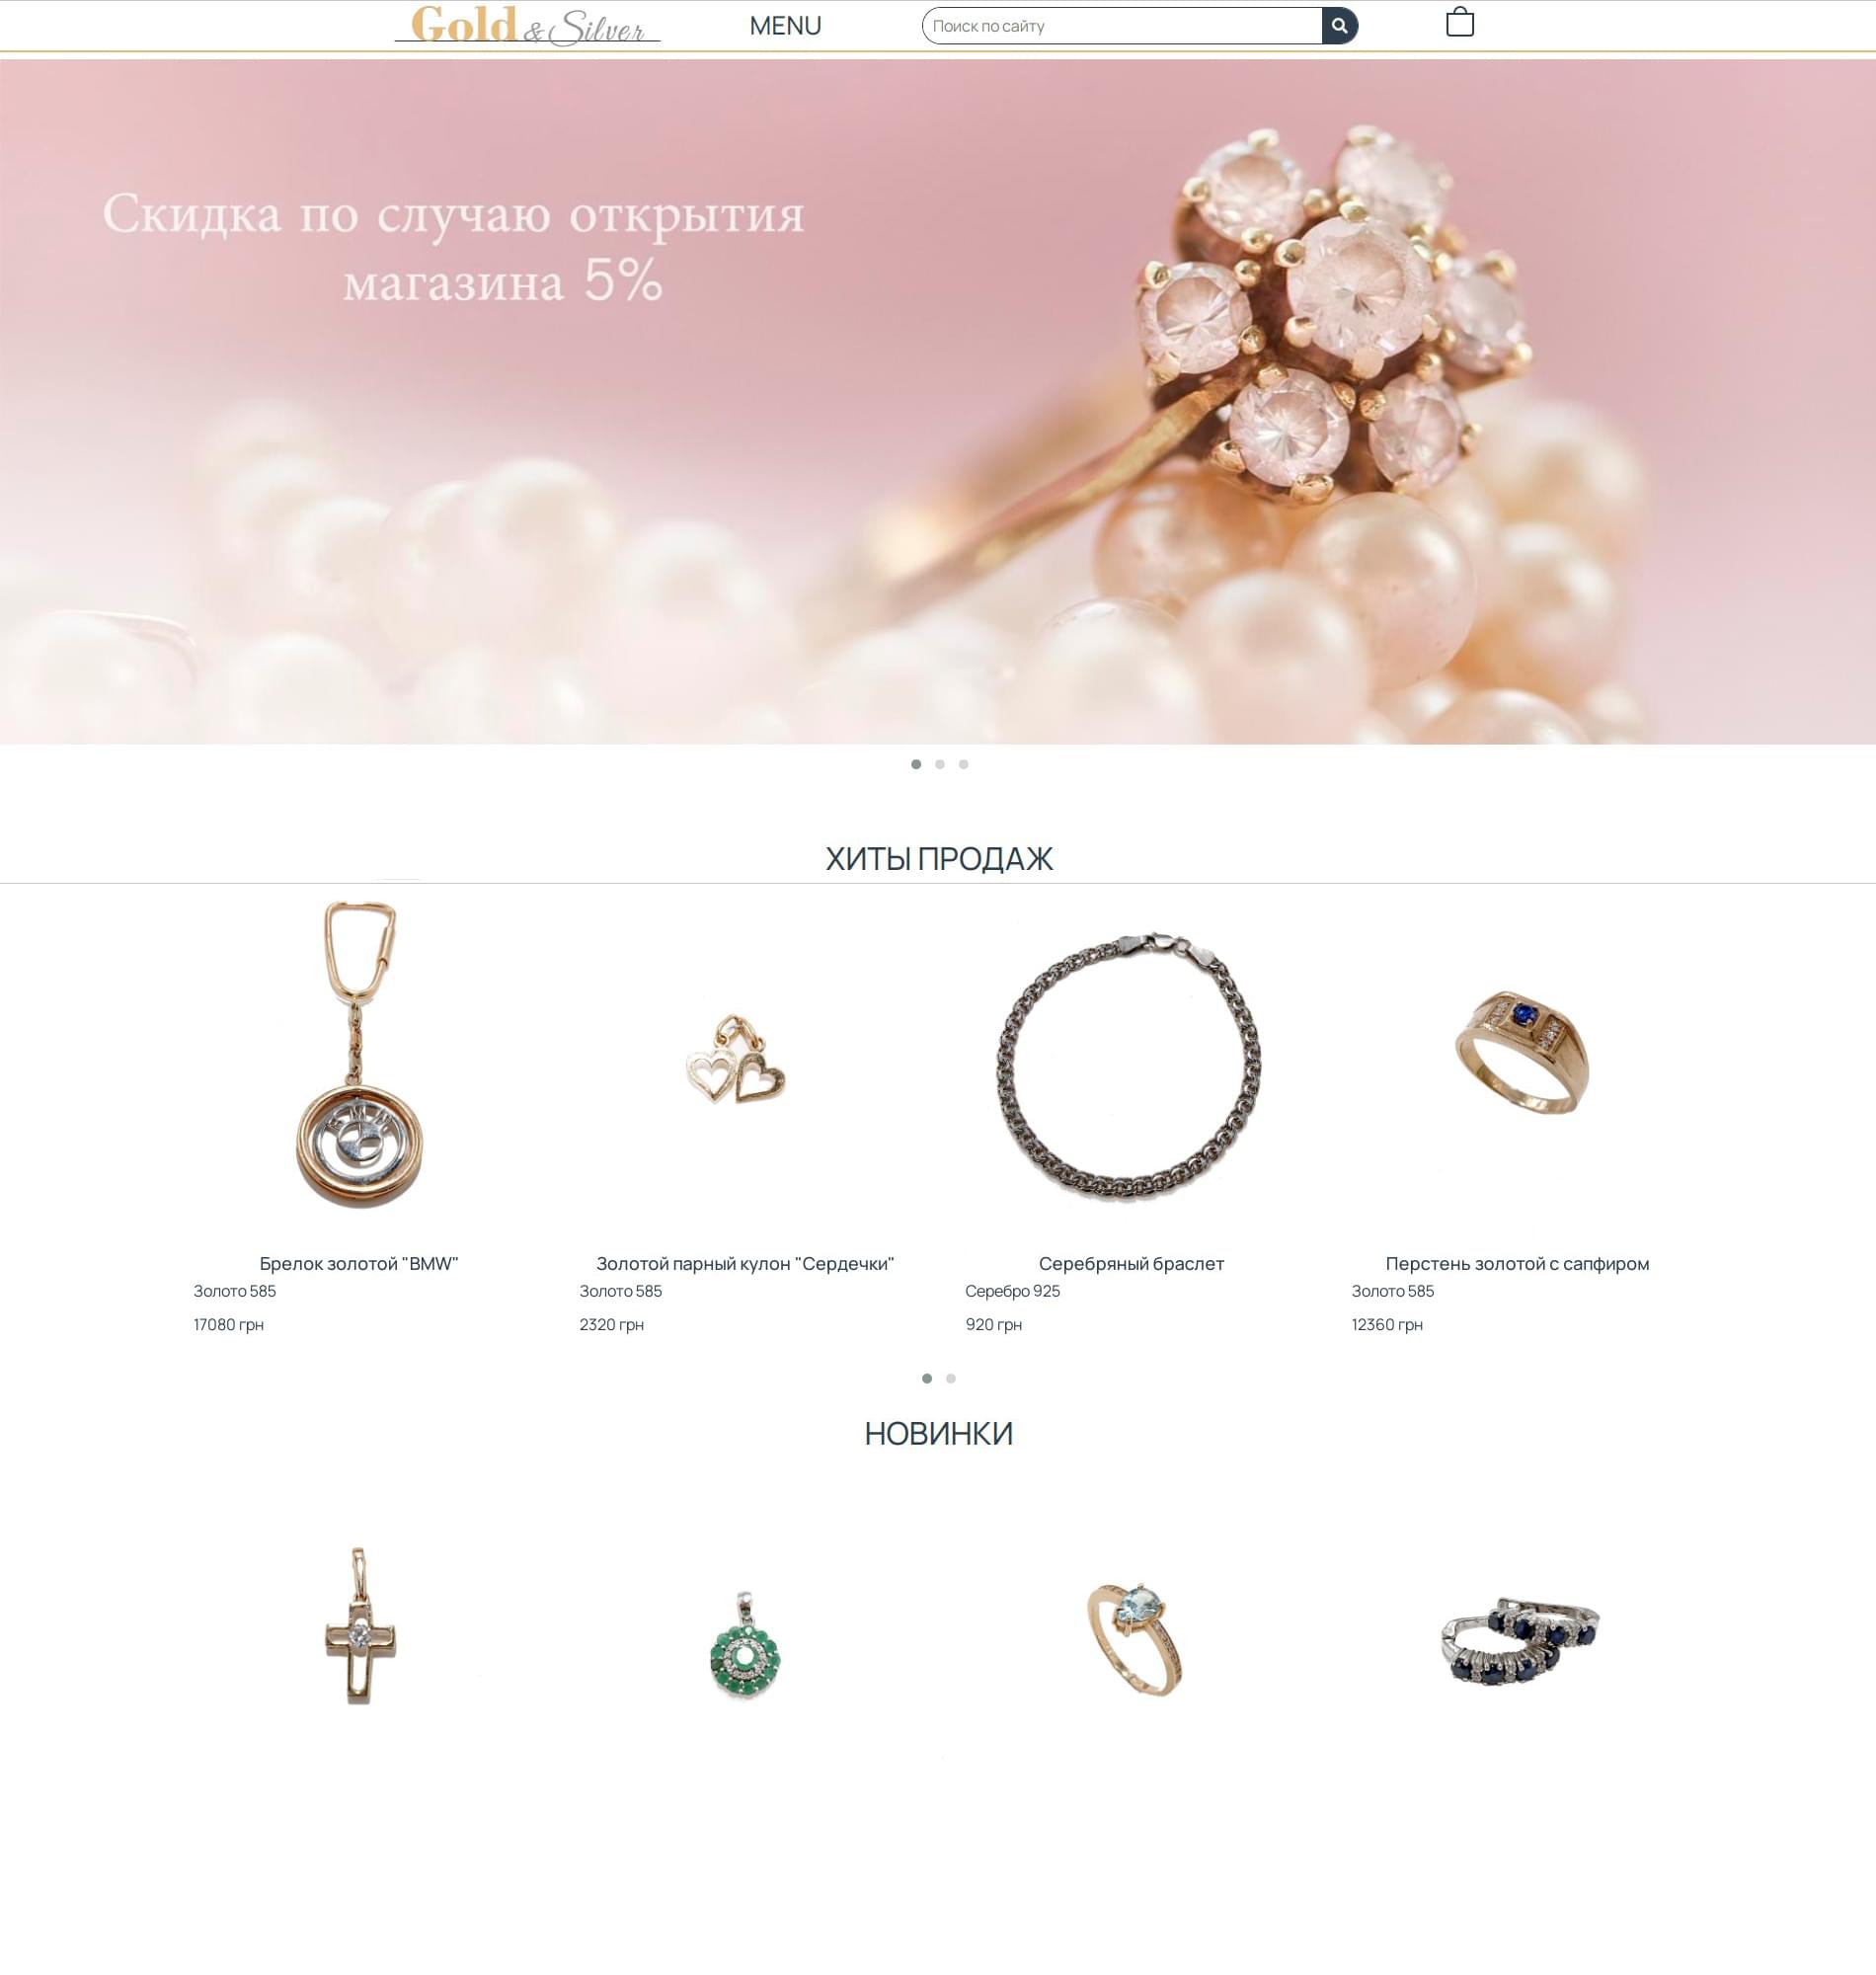 Gold & Silver
MENU
Поиск по сайту
Скидка по случаю открытия
магазина 5%
ХИТЫ ПРОДАЖ
Брелок золотой "BMW"
Золото 585
17080 грн
Золотой парный кулон "Сердечки"
Золото 585
2320 грн
Серебряный браслет
Серебро 925
920 грн
Перстень золотой с сапфиром
Золото 585
12360 грн
НОВИНКИ